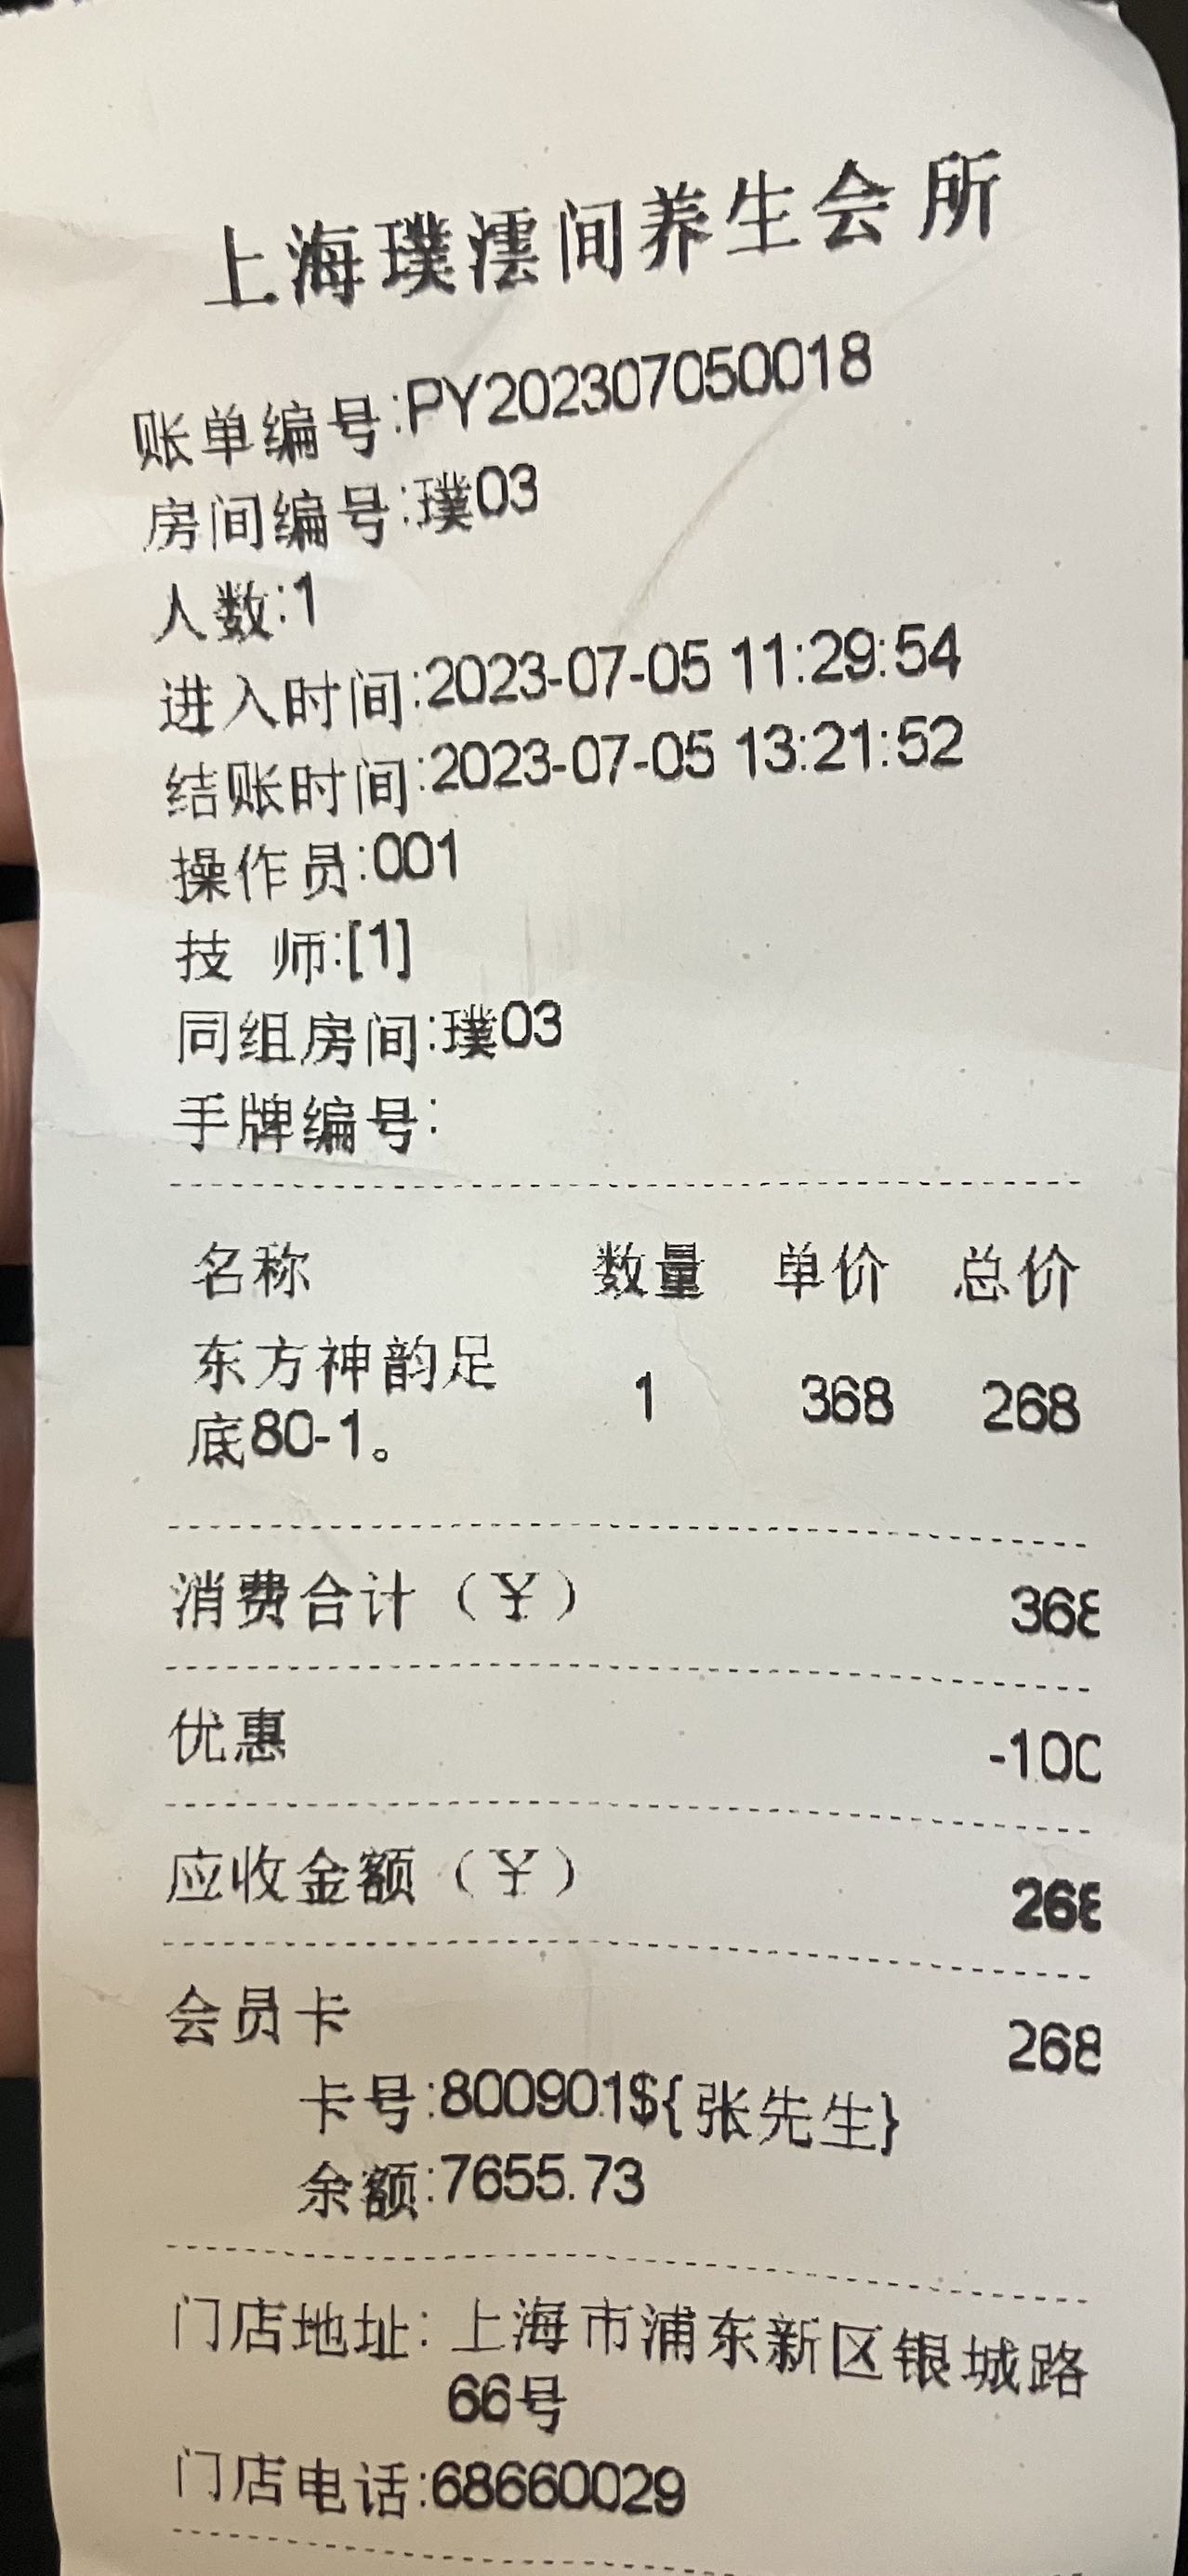 上海璞澐间养生会所
账单编号:PY202307050018
房间编号:璞03
人数:1
进入时间:2023-07-05 11:29:54
结账时间:2023-07-05 13:21:52
操作员:001
技 师:[1]
同组房间:璞03
手牌编号:
名称 数量 单价 总价
东方神韵足
底80-1。 1 368 268
消费合计（￥） 368
优惠 -100
应收金额（￥） 268
会员卡 268
卡号:800901${张先生}
余额:7655.73
门店地址: 上海市浦东新区银城路
66号
门店电话:68660029